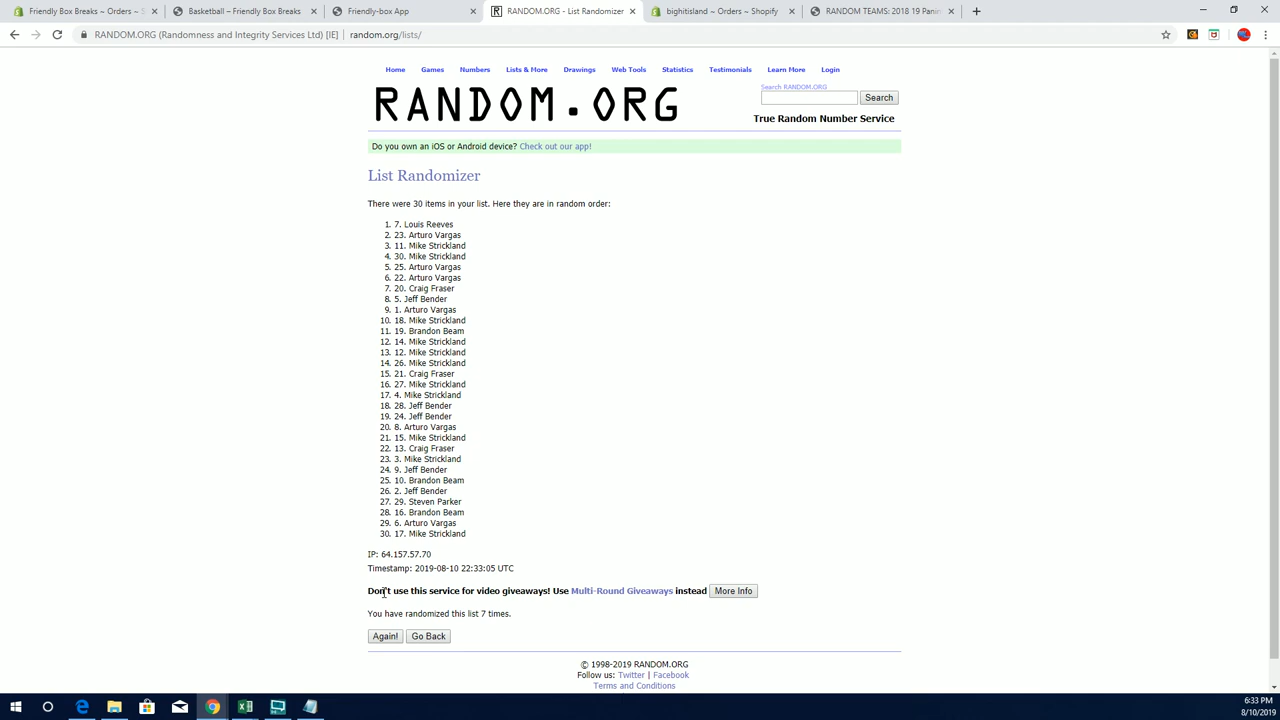 Friendly Box Breaks ~ Orders ~ S
Basketball – Friendly Box Breaks
Friendly-box App
RANDOM.ORG - List Randomizer
bightisland ~ Orders ~ Shopify
RANDOM TEAMS: 2018 19 Panin
RANDOM.ORG (Randomness and Integrity Services Ltd) [IE] | random.org/lists/
Home Games Numbers Lists & More Drawings Web Tools Statistics Testimonials Learn More Login
Search RANDOM.ORG
RANDOM.ORG
Search
True Random Number Service
Do you own an iOS or Android device? Check out our app!
List Randomizer
There were 30 items in your list. Here they are in random order:
1. 7. Louis Reeves
2. 23. Arturo Vargas
3. 11. Mike Strickland
4. 30. Mike Strickland
5. 25. Arturo Vargas
6. 22. Arturo Vargas
7. 20. Craig Fraser
8. 5. Jeff Bender
9. 1. Arturo Vargas
10. 18. Mike Strickland
11. 19. Brandon Beam
12. 14. Mike Strickland
13. 12. Mike Strickland
14. 26. Mike Strickland
15. 21. Craig Fraser
16. 27. Mike Strickland
17. 4. Mike Strickland
18. 28. Jeff Bender
19. 24. Jeff Bender
20. 8. Arturo Vargas
21. 15. Mike Strickland
22. 13. Craig Fraser
23. 3. Mike Strickland
24. 9. Jeff Bender
25. 10. Brandon Beam
26. 2. Jeff Bender
27. 29. Steven Parker
28. 16. Brandon Beam
29. 6. Arturo Vargas
30. 17. Mike Strickland
IP: 64.157.57.70
Timestamp: 2019-08-10 22:33:05 UTC
Don't use this service for video giveaways! Use Multi-Round Giveaways instead More Info
You have randomized this list 7 times.
Again! Go Back
© 1998-2019 RANDOM.ORG
Follow us: Twitter | Facebook
Terms and Conditions
6:33 PM
8/10/2019